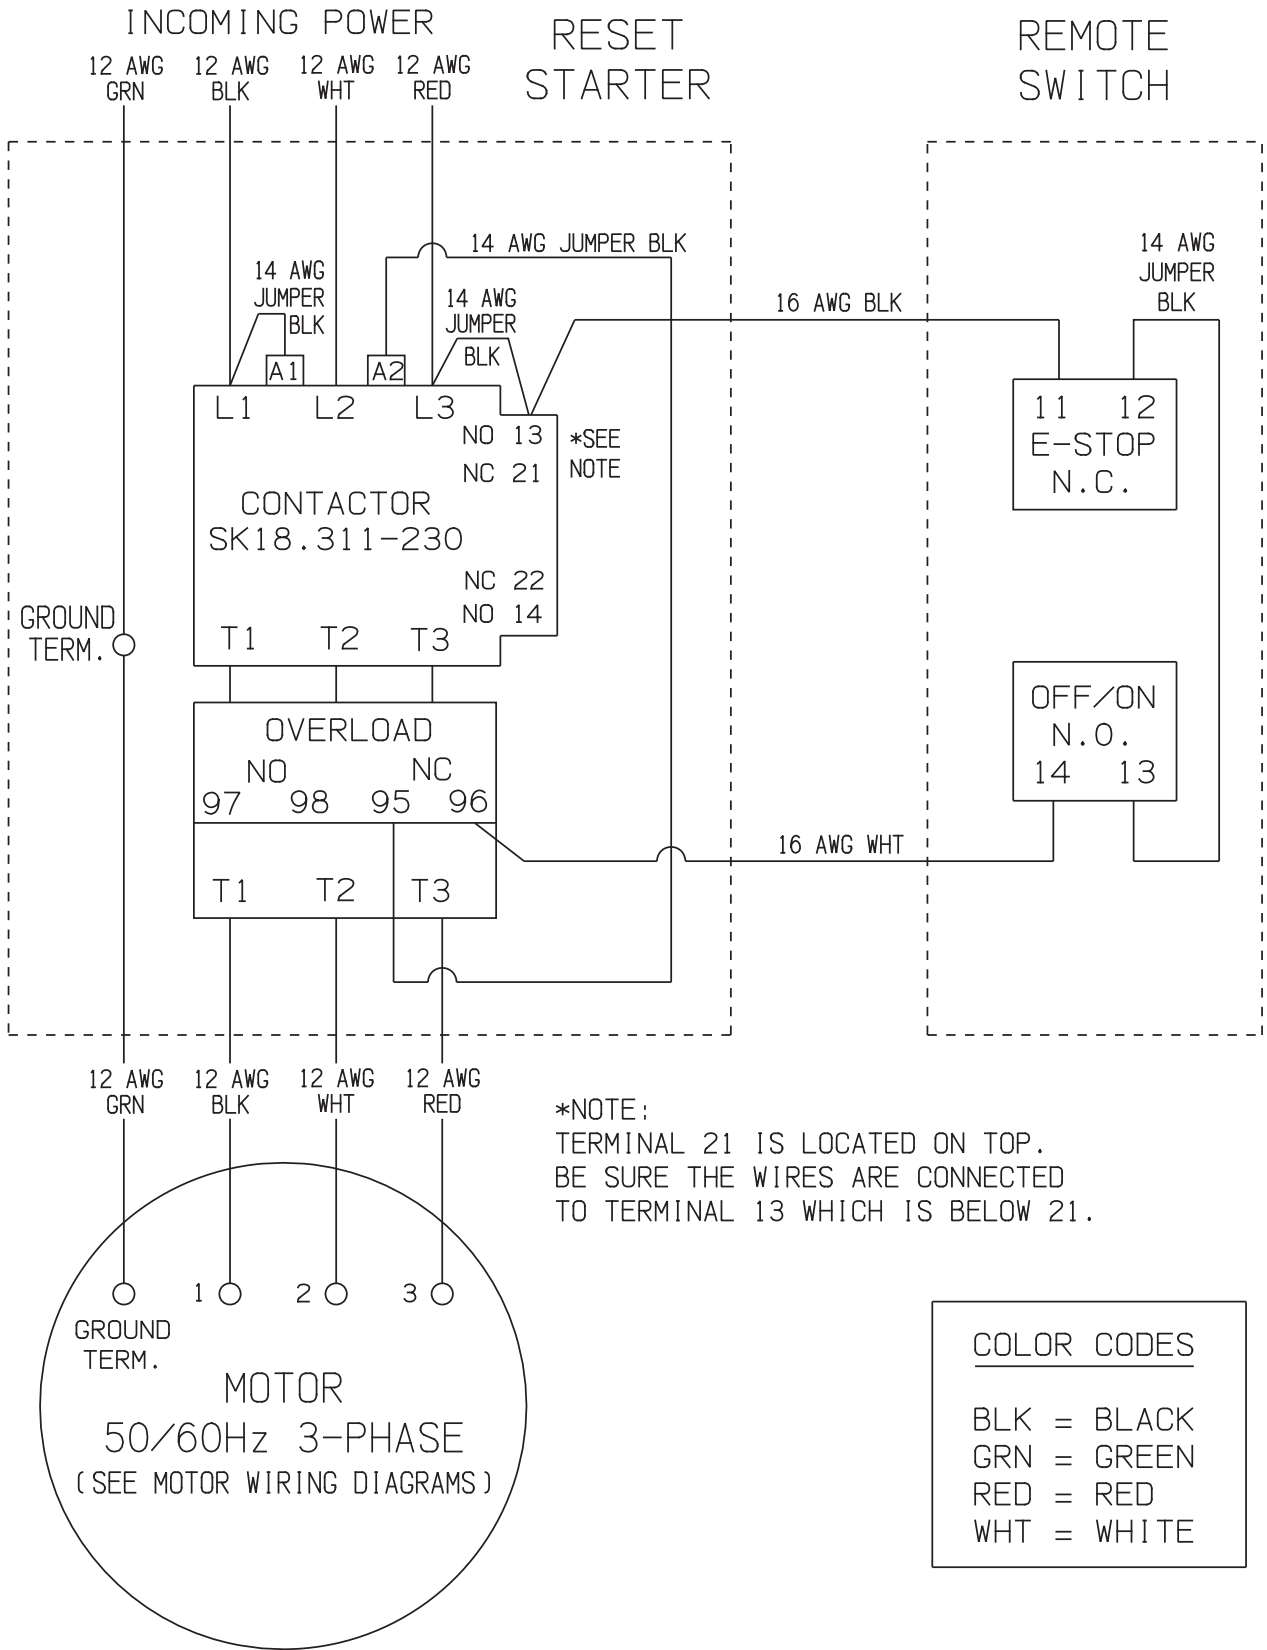 INCOMING POWER
12 AWG
GRN
12 AWG
BLK
12 AWG
WHT
12 AWG
RED
RESET
STARTER
REMOTE
SWITCH
14 AWG JUMPER BLK
14 AWG
JUMPER
BLK
14 AWG
JUMPER
BLK
16 AWG BLK
14 AWG
JUMPER
BLK
A1
A2
L1
L2
L3
NO 13
NC 21
*SEE
NOTE
CONTACTOR
SK18.311-230
NC 22
NO 14
T1
T2
T3
11
12
E-STOP
N.C.
GROUND
TERM.
OVERLOAD
NO
NC
97
98
95
96
T1
T2
T3
OFF/ON
N.O.
14
13
16 AWG WHT
12 AWG
GRN
12 AWG
BLK
12 AWG
WHT
12 AWG
RED
*NOTE:
TERMINAL 21 IS LOCATED ON TOP.
BE SURE THE WIRES ARE CONNECTED
TO TERMINAL 13 WHICH IS BELOW 21.
1
2
3
GROUND
TERM.
MOTOR
50/60Hz 3-PHASE
(SEE MOTOR WIRING DIAGRAMS)
COLOR CODES
BLK = BLACK
GRN = GREEN
RED = RED
WHT = WHITE